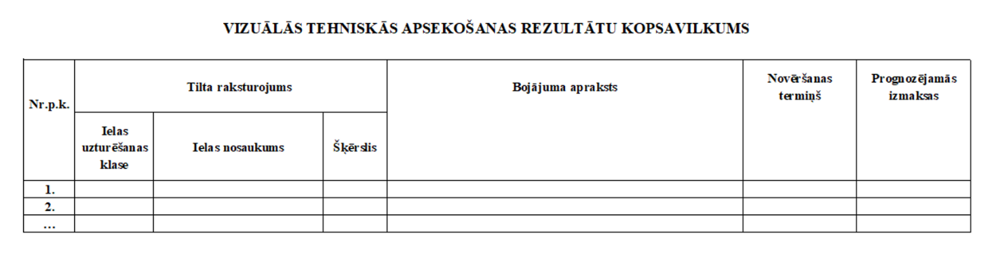 VIZUĀLĀS TEHNISKĀS APSEKOŠANAS REZULTĀTU KOPSAVILKUMS
Nr.p.k.
Tilta raksturojums
Bojājuma apraksts
Novēršanas
termiņš
Prognozējamās
izmaksas
Ielas
uzturēšanas
klase
Ielas nosaukums
Šķērslis
1.
2.
...